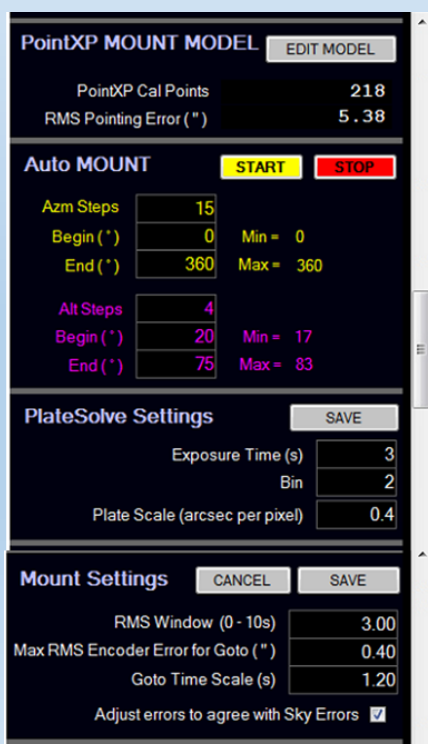 PointXP MOUNT MODEL EDIT MODEL
PointXP Cal Points 218
RMS Pointing Error ( " ) 5.38
Auto MOUNT START STOP
Azm Steps 15
Begin ( ° ) 0 Min = 0
End ( ° ) 360 Max = 360
Alt Steps 4
Begin ( ° ) 20 Min = 17
End ( ° ) 75 Max = 83
PlateSolve Settings SAVE
Exposure Time (s) 3
Bin 2
Plate Scale (arcsec per pixel) 0.4
Mount Settings CANCEL SAVE
RMS Window (0 - 10s) 3.00
Max RMS Encoder Error for Goto ( " ) 0.40
Goto Time Scale (s) 1.20
Adjust errors to agree with Sky Errors